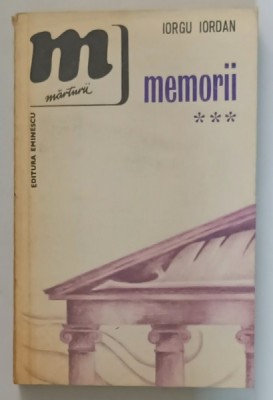 IORGU IORDAN
m
mărturii
memorii
***
EDITURA EMINESCU